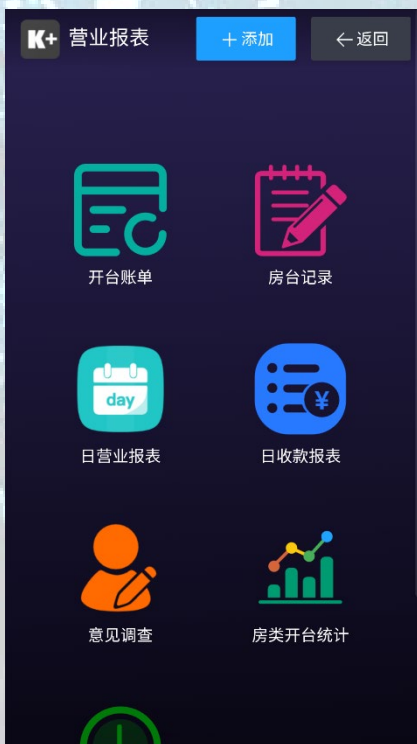 K+ 营业报表 + 添加 ← 返回
开台账单 房台记录
day ¥
日营业报表 日收款报表
意见调查 房类开台统计